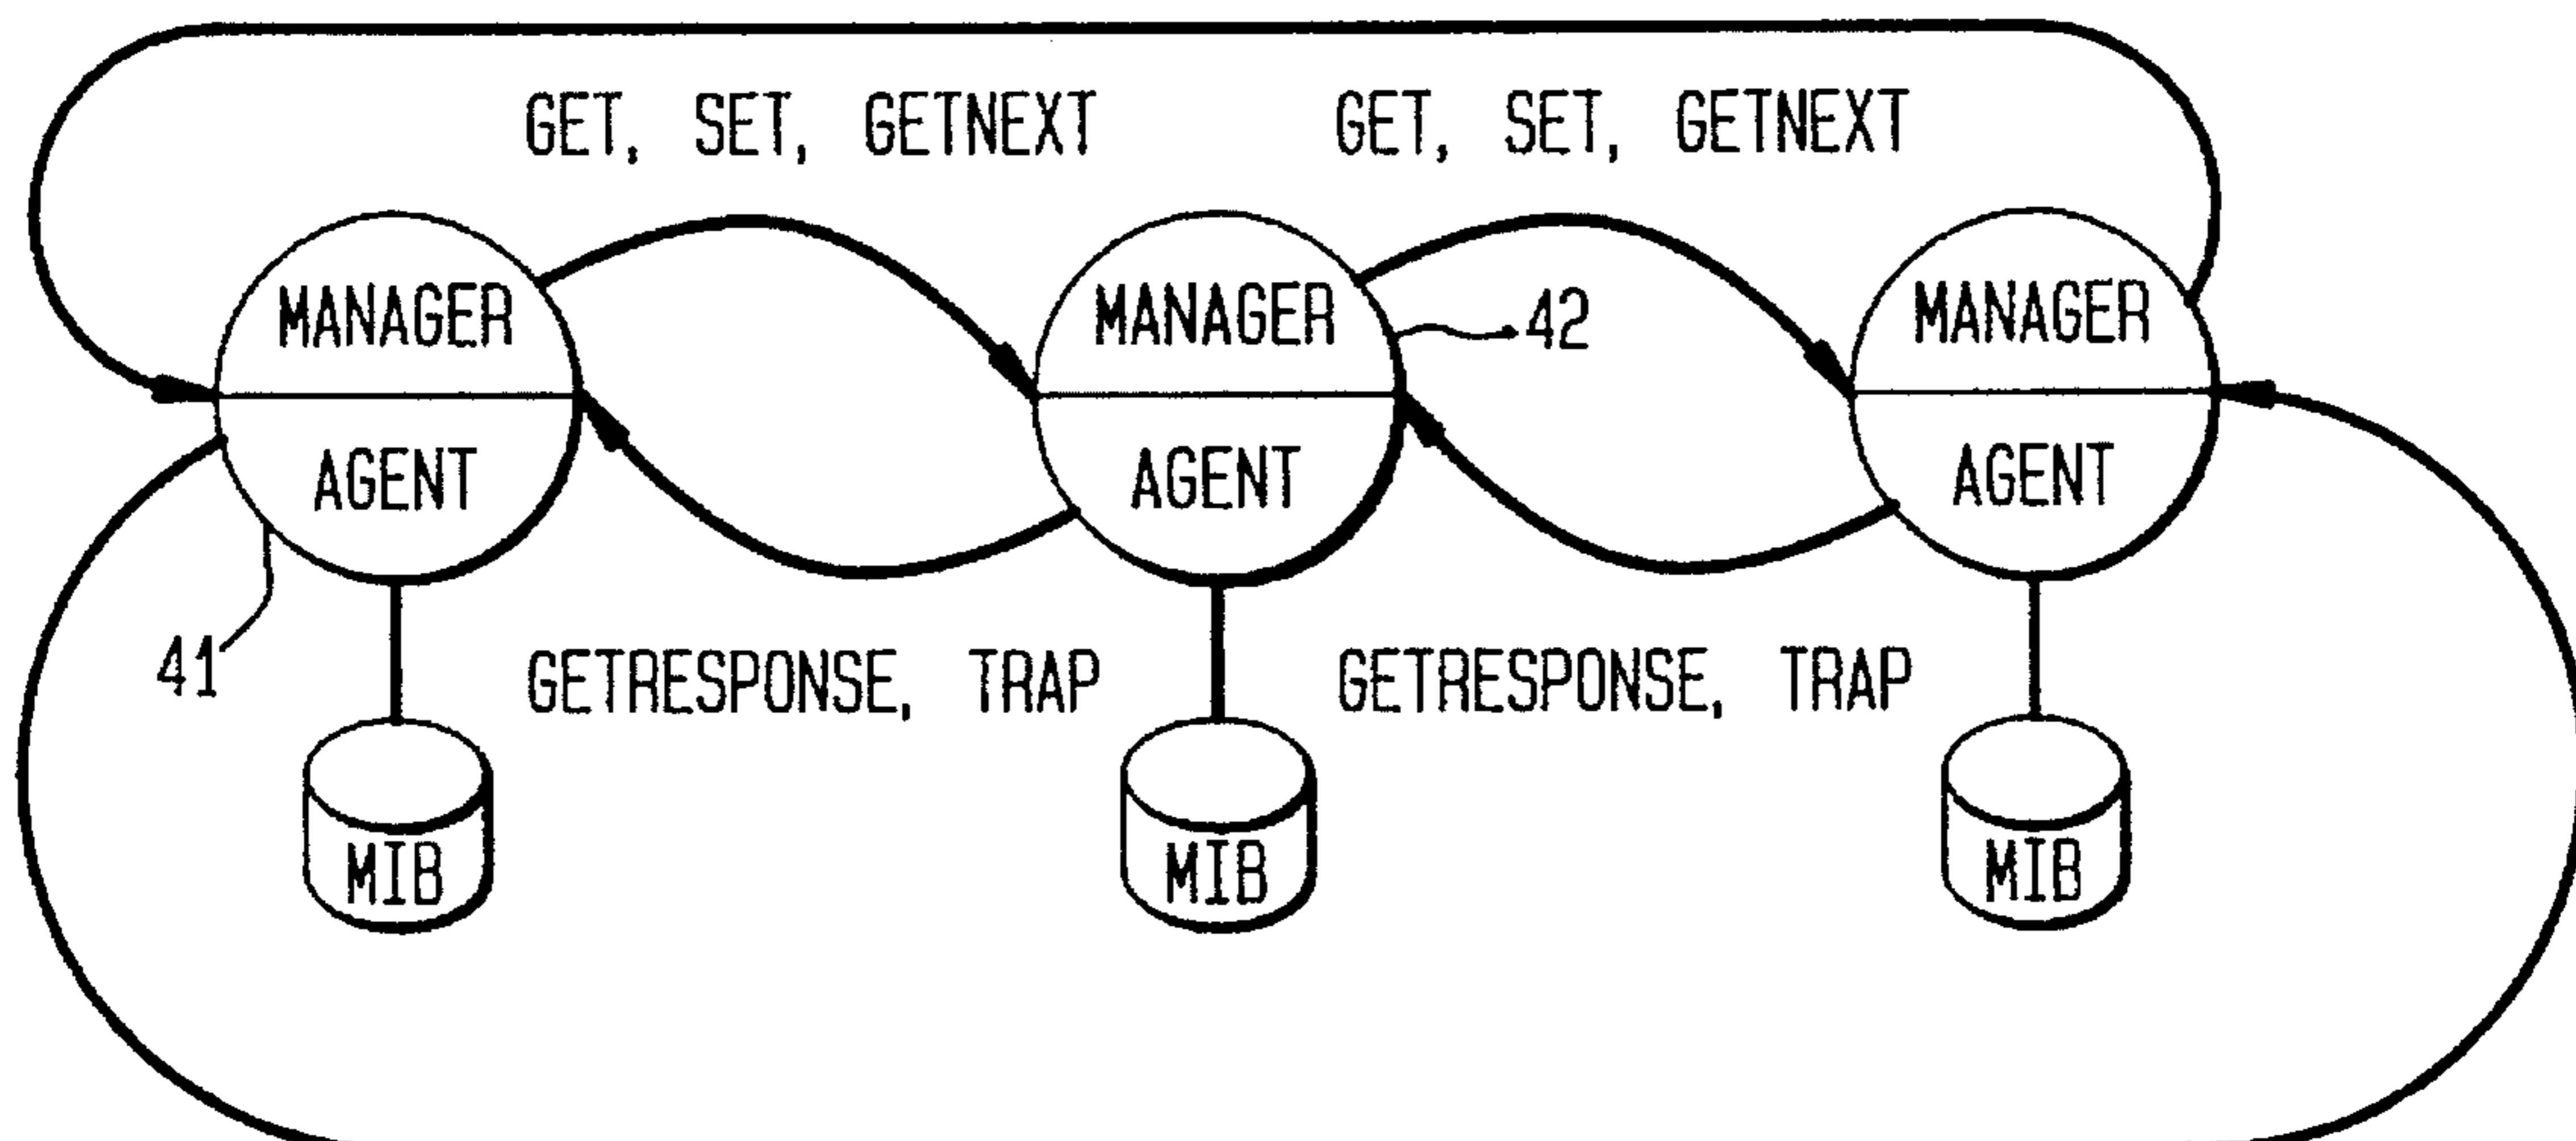 GET, SET, GETNEXT GET, SET, GETNEXT
MANAGER MANAGER 42 MANAGER
AGENT AGENT AGENT
41 GETRESPONSE, TRAP GETRESPONSE, TRAP
MIB MIB MIB